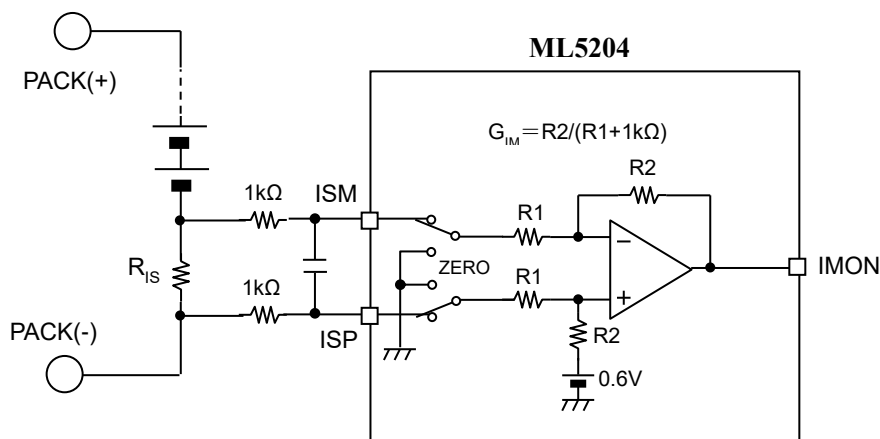 ML5204
PACK(+)
G_IM＝R2/(R1+1kΩ)
R2
1kΩ
ISM
R1
−
R_IS
ZERO
IMON
1kΩ
R1
+
PACK(-)
ISP
R2
0.6V